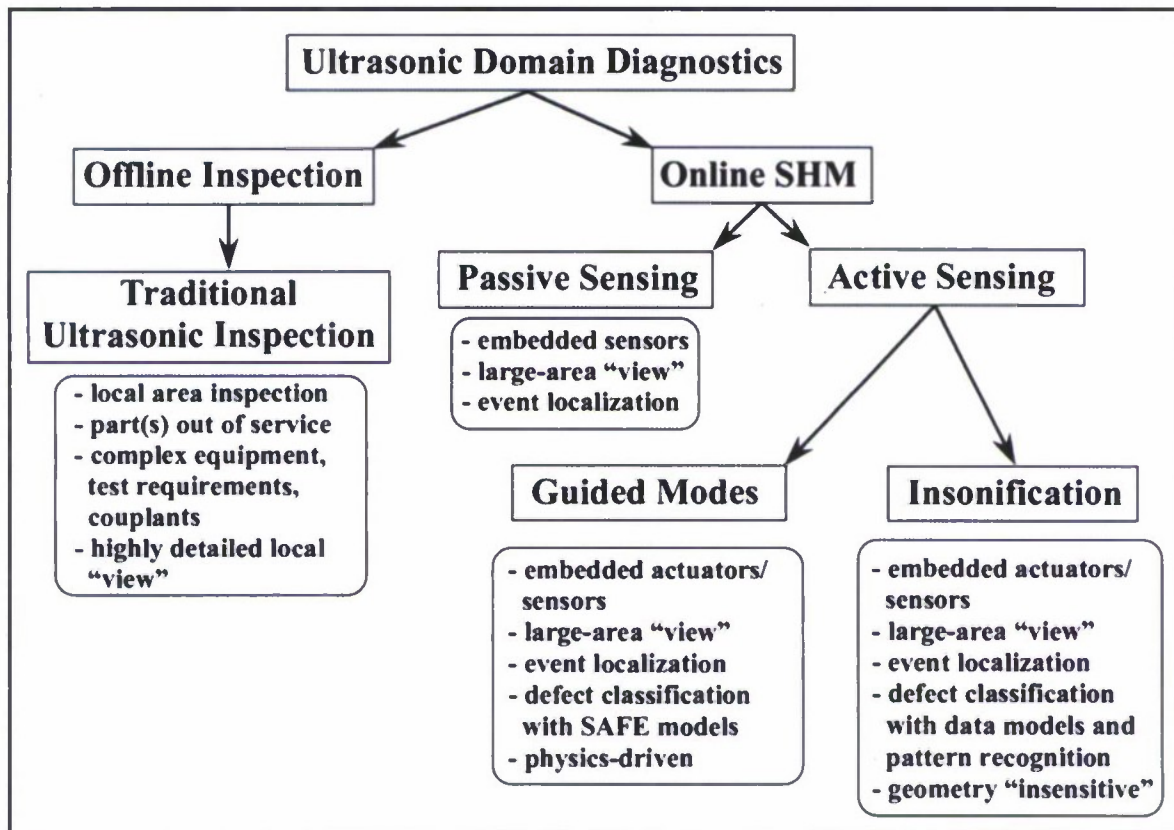 Ultrasonic Domain Diagnostics
Offline Inspection
Online SHM
Traditional
Ultrasonic Inspection
- local area inspection
- part(s) out of service
- complex equipment,
test requirements,
couplants
- highly detailed local
“view”
Passive Sensing
- embedded sensors
- large-area “view”
- event localization
Active Sensing
Guided Modes
- embedded actuators/
sensors
- large-area “view”
- event localization
- defect classification
with SAFE models
- physics-driven
Insonification
- embedded actuators/
sensors
- large-area “view”
- event localization
- defect classification
with data models and
pattern recognition
- geometry “insensitive”